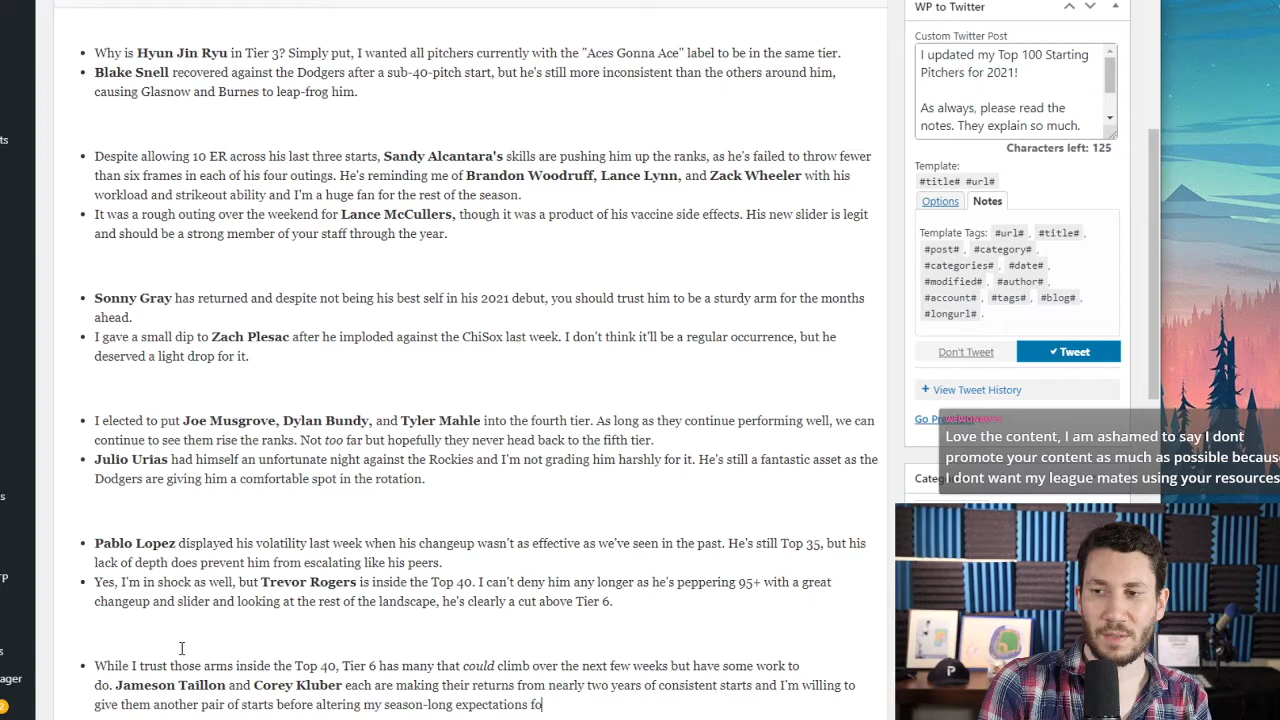 Why is Hyun Jin Ryu in Tier 3? Simply put, I wanted all pitchers currently with the "Aces Gonna Ace" label to be in the same tier.
Blake Snell recovered against the Dodgers after a sub-40-pitch start, but he's still more inconsistent than the others around him,
causing Glasnow and Burnes to leap-frog him.
Despite allowing 10 ER across his last three starts, Sandy Alcantara's skills are pushing him up the ranks, as he's failed to throw fewer
than six frames in each of his four outings. He's reminding me of Brandon Woodruff, Lance Lynn, and Zack Wheeler with his
workload and strikeout ability and I'm a huge fan for the rest of the season.
It was a rough outing over the weekend for Lance McCullers, though it was a product of his vaccine side effects. His new slider is legit
and should be a strong member of your staff through the year.
Sonny Gray has returned and despite not being his best self in his 2021 debut, you should trust him to be a sturdy arm for the months
ahead.
I gave a small dip to Zach Plesac after he imploded against the ChiSox last week. I don't think it'll be a regular occurrence, but he
deserved a light drop for it.
I elected to put Joe Musgrove, Dylan Bundy, and Tyler Mahle into the fourth tier. As long as they continue performing well, we can
continue to see them rise the ranks. Not too far but hopefully they never head back to the fifth tier.
Julio Urias had himself an unfortunate night against the Rockies and I'm not grading him harshly for it. He's still a fantastic asset as the
Dodgers are giving him a comfortable spot in the rotation.
Pablo Lopez displayed his volatility last week when his changeup wasn't as effective as we've seen in the past. He's still Top 35, but his
lack of depth does prevent him from escalating like his peers.
Yes, I'm in shock as well, but Trevor Rogers is inside the Top 40. I can't deny him any longer as he's peppering 95+ with a great
changeup and slider and looking at the rest of the landscape, he's clearly a cut above Tier 6.
While I trust those arms inside the Top 40, Tier 6 has many that could climb over the next few weeks but have some work to
do. Jameson Taillon and Corey Kluber each are making their returns from nearly two years of consistent starts and I'm willing to
give them another pair of starts before altering my season-long expectations fo
WP to Twitter
Custom Twitter Post
I updated my Top 100 Starting
Pitchers for 2021!
As always, please read the
notes. They explain so much.
Characters left: 125
Template:
#title# #url#
Options Notes
Template Tags: #url# , #title# ,
#post# , #category# ,
#categories# , #date# ,
#modified# , #author# ,
#account# , #tags# , #blog# ,
#longurl# .
Don't Tweet ✓ Tweet
+ View Tweet History
Go Pr
Love the content, I am ashamed to say I dont
promote your content as much as possible because
I dont want my league mates using your resources
Categ
ts
s
TP
s
nager
P